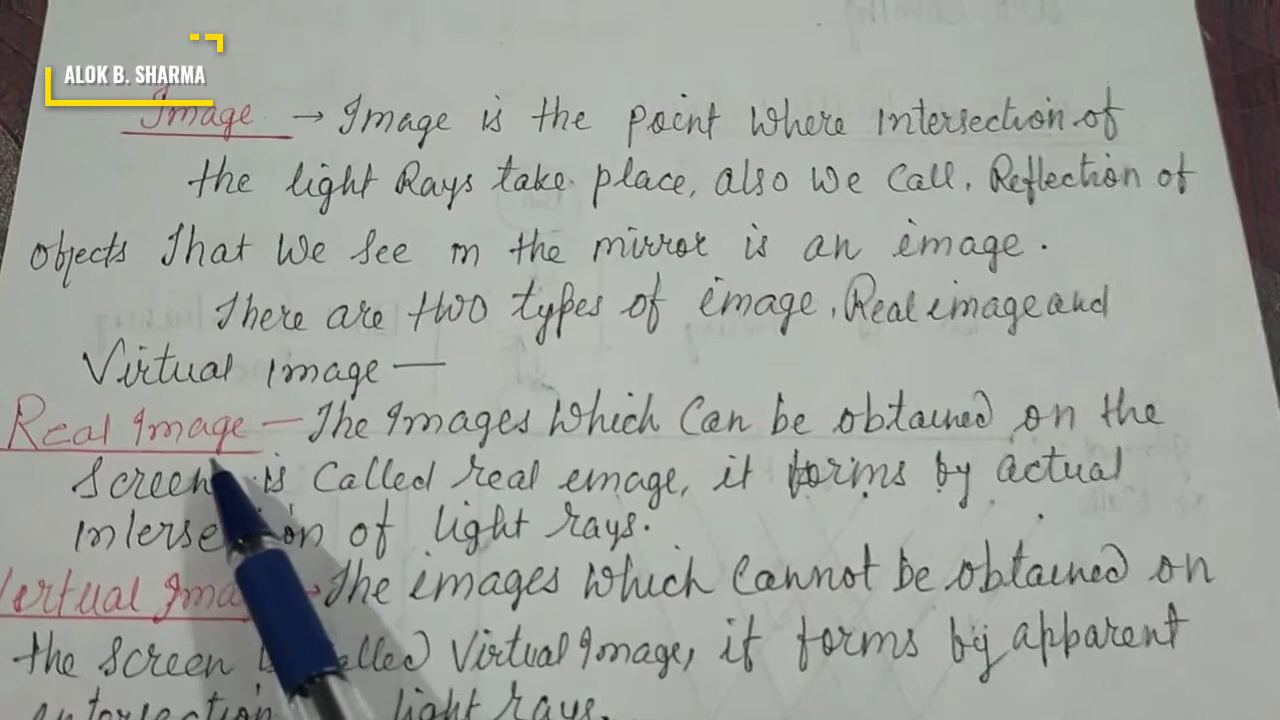 ALOK B. SHARMA
Image → Image is the point where intersection of
the light Rays take place, also we call, Reflection of
objects That We See in the mirror is an image.
There are two types of image, Real image and
Virtual Image —
Real Image — The Images Which Can be obtained on the
Screen is Called real image, it forms by actual
of light rays.
The images which Cannot be obtained on
the Screen Virtual Image, it forms by apparent
light rays.